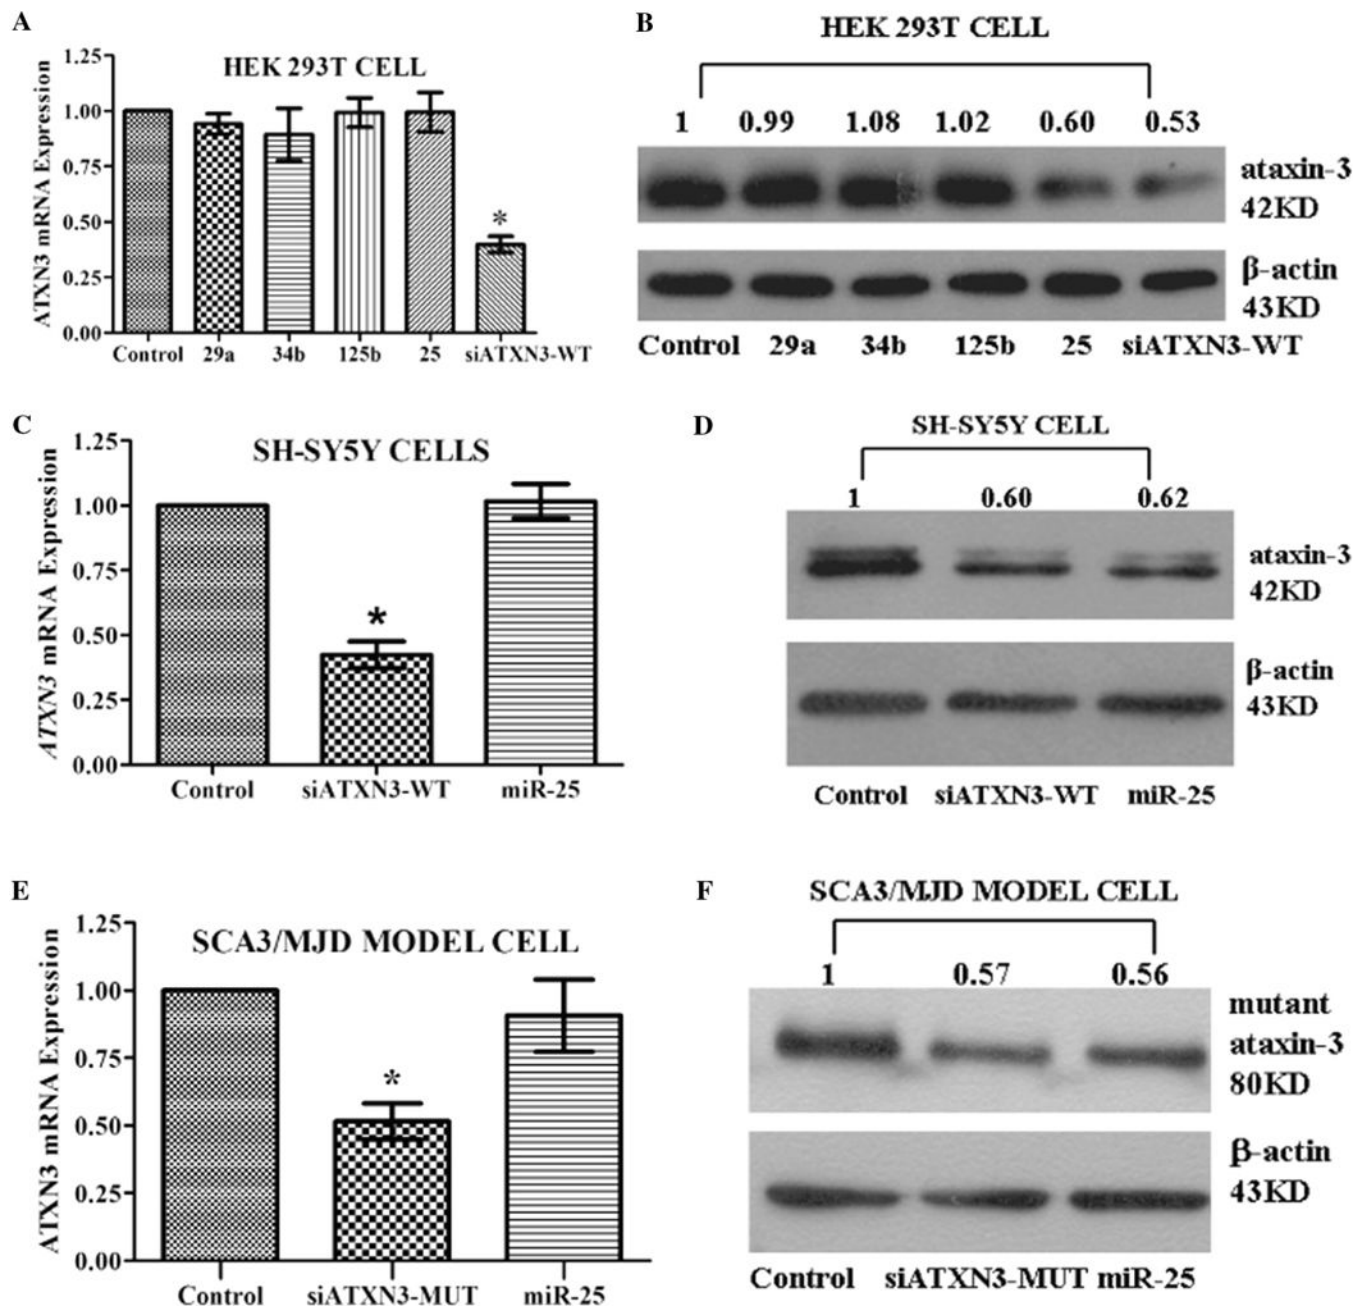 A
HEK 293T CELL
ATXN3 mRNA Expression
1.25
1.00
0.75
0.50
0.25
0.00
*
Control 29a 34b 125b 25 siATXN3-WT
B
HEK 293T CELL
1 0.99 1.08 1.02 0.60 0.53
ataxin-3
42KD
β-actin
43KD
Control 29a 34b 125b 25 siATXN3-WT
C
SH-SY5Y CELLS
ATXN3 mRNA Expression
1.25
1.00
0.75
0.50
0.25
0.00
*
Control siATXN3-WT miR-25
D
SH-SY5Y CELL
1 0.60 0.62
ataxin-3
42KD
β-actin
43KD
Control siATXN3-WT miR-25
E
SCA3/MJD MODEL CELL
ATXN3 mRNA Expression
1.25
1.00
0.75
0.50
0.25
0.00
*
Control siATXN3-MUT miR-25
F
SCA3/MJD MODEL CELL
1 0.57 0.56
mutant
ataxin-3
80KD
β-actin
43KD
Control siATXN3-MUT miR-25